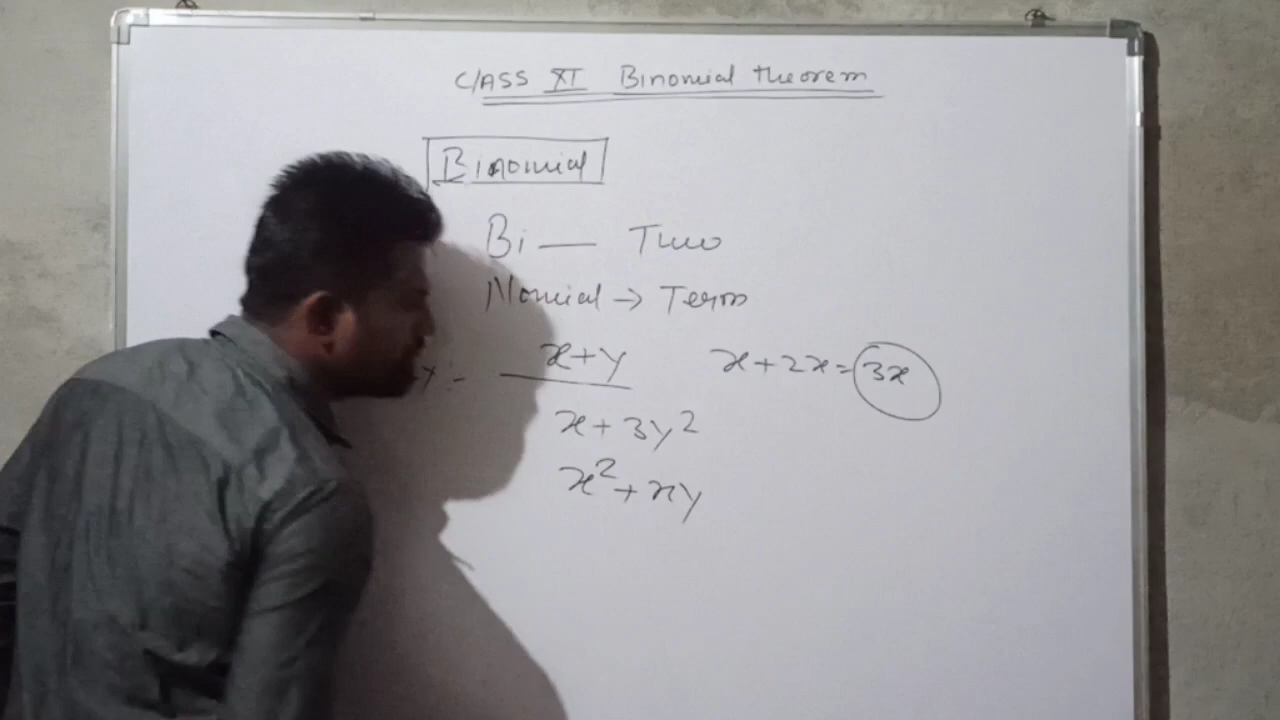 CLASS XI Binomial theorem
Binomial
Bi — Two
Nomial → Term
x+y x+2x=3x
x+3y²
x²+xy